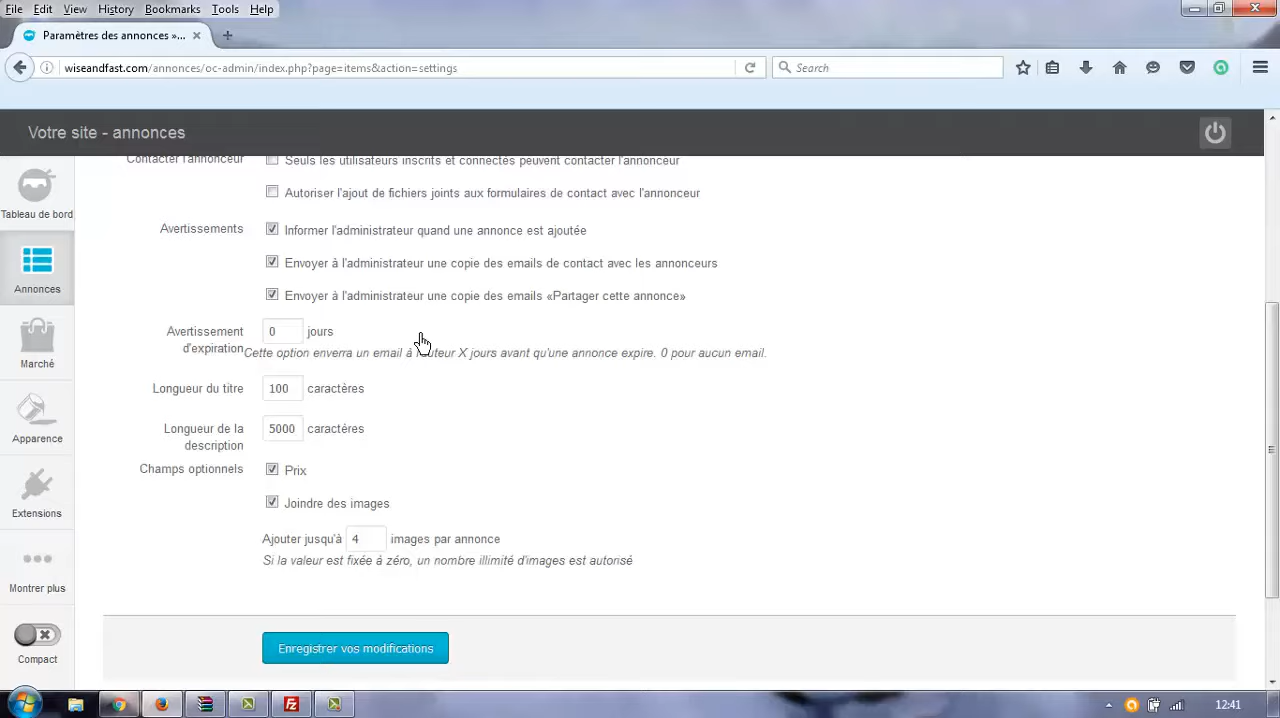 File Edit View History Bookmarks Tools Help
Paramètres des annonces »...
wiseandfast.com/annonces/oc-admin/index.php?page=items&action=settings
Search
Votre site - annonces
Contacter l'annonceur
Seuls les utilisateurs inscrits et connectés peuvent contacter l'annonceur
Autoriser l'ajout de fichiers joints aux formulaires de contact avec l'annonceur
Avertissements
Informer l'administrateur quand une annonce est ajoutée
Envoyer à l'administrateur une copie des emails de contact avec les annonceurs
Envoyer à l'administrateur une copie des emails «Partager cette annonce»
Avertissement
d'expiration
0 jours
Cette option enverra un email à l'auteur X jours avant qu'une annonce expire. 0 pour aucun email.
Longueur du titre
100 caractères
Longueur de la
description
5000 caractères
Champs optionnels
Prix
Joindre des images
Ajouter jusqu'à 4 images par annonce
Si la valeur est fixée à zéro, un nombre illimité d'images est autorisé
Enregistrer vos modifications
Tableau de bord
Annonces
Marché
Apparence
Extensions
Montrer plus
Compact
12:41